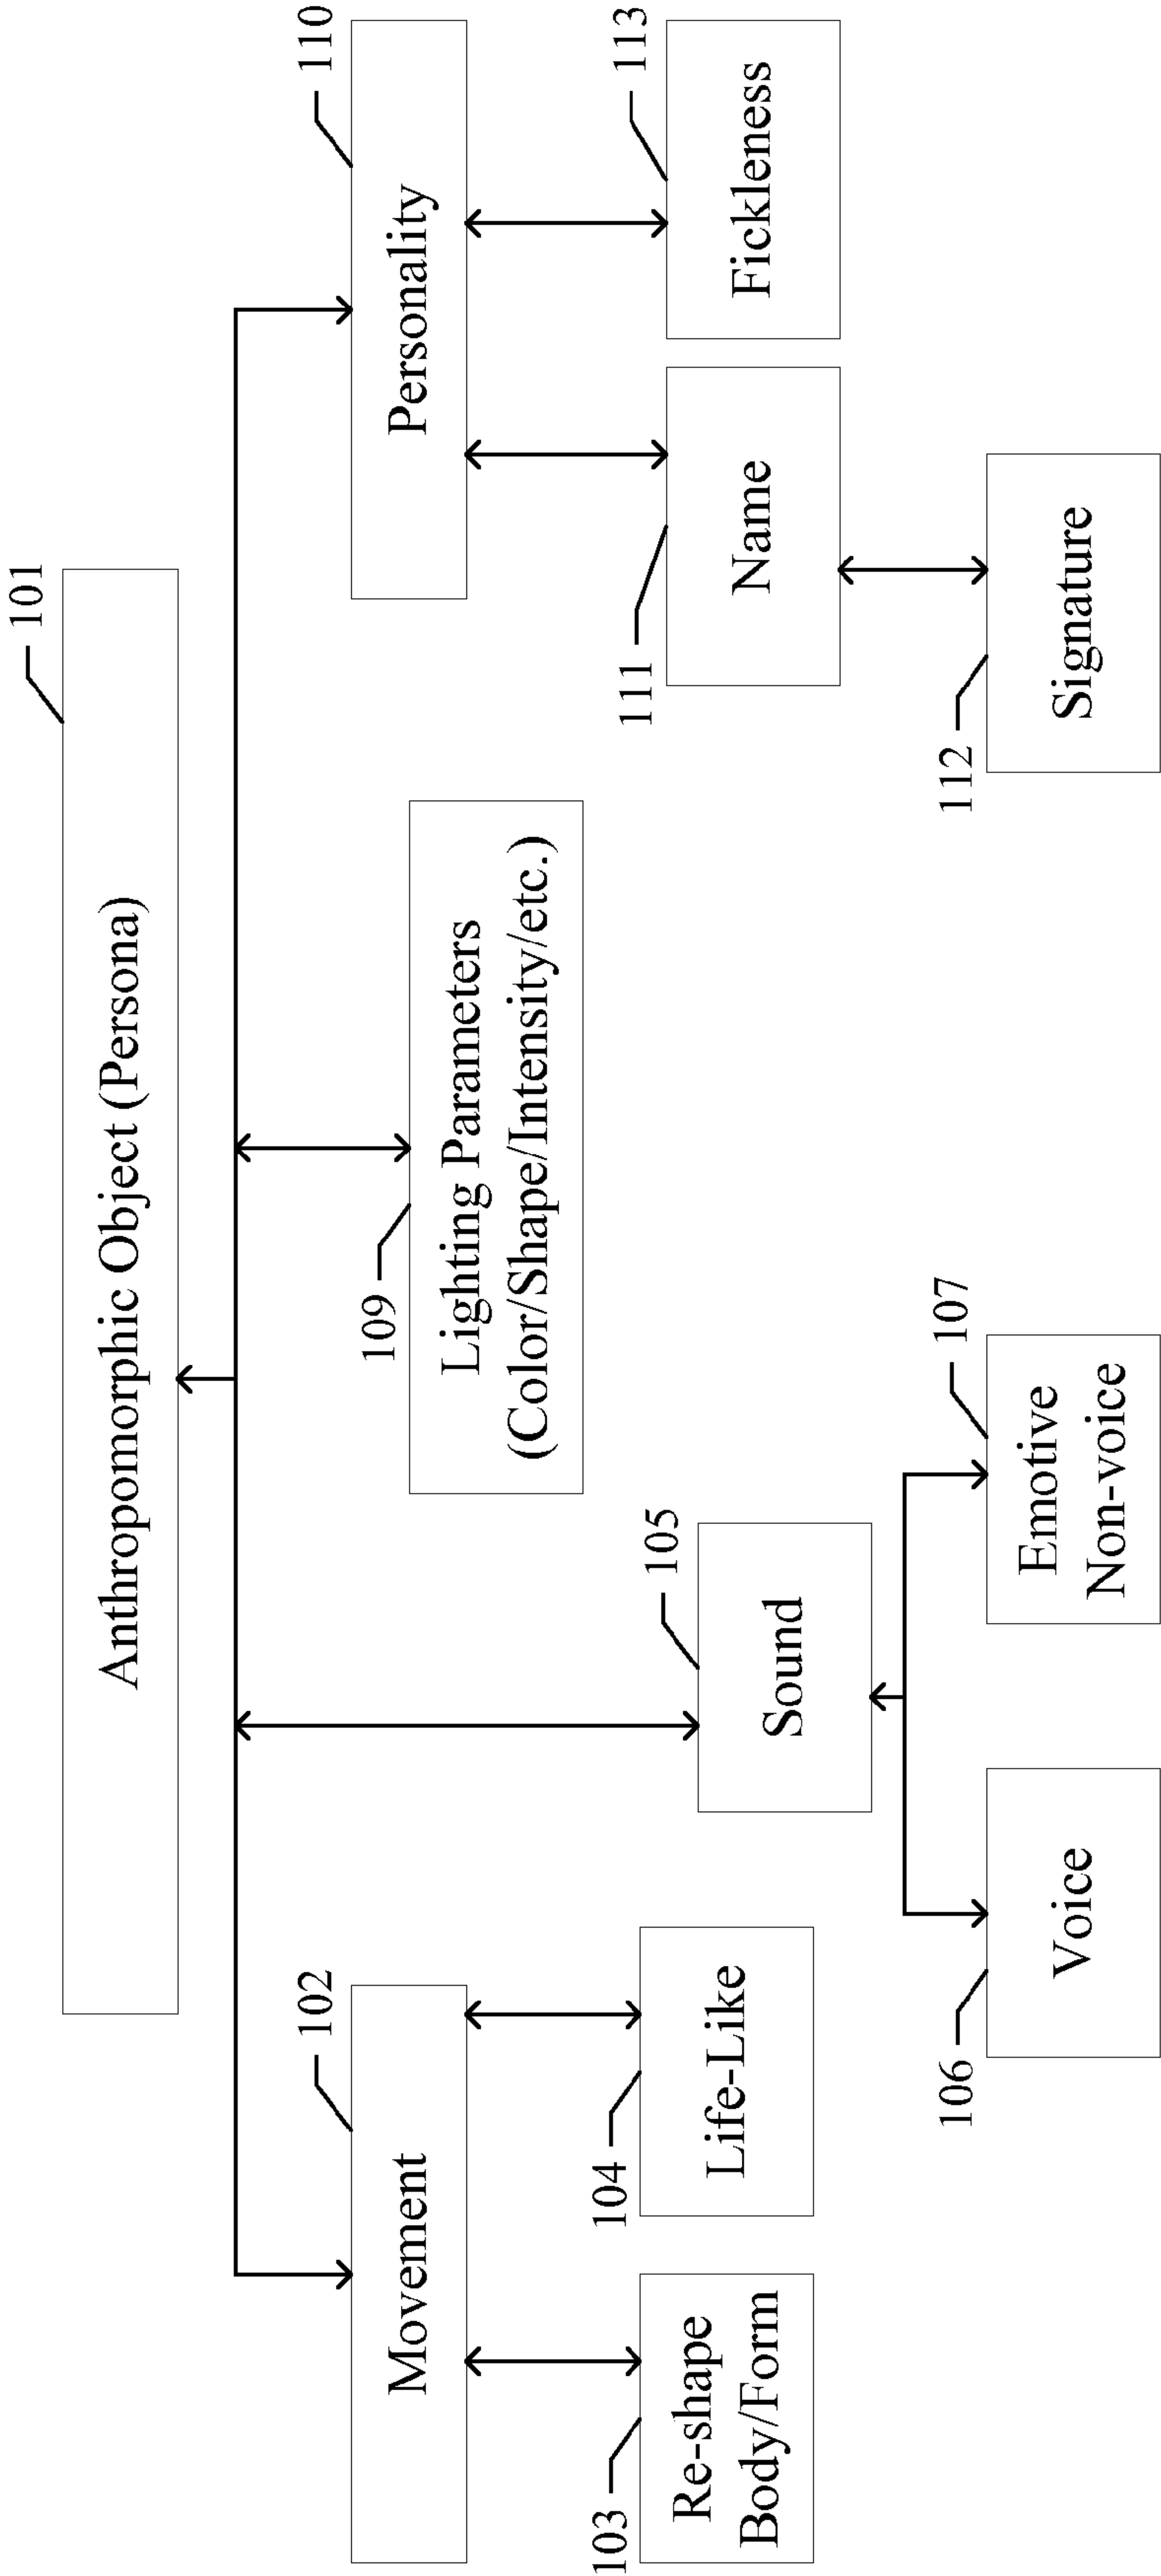 101
Anthropomorphic Object (Persona)
102
Movement
110
Personality
109
Lighting Parameters
(Color/Shape/Intensity/etc.)
103
Re-shape
Body/Form
104
Life-Like
105
Sound
111
Name
113
Fickleness
106
Voice
107
Emotive
Non-voice
112
Signature